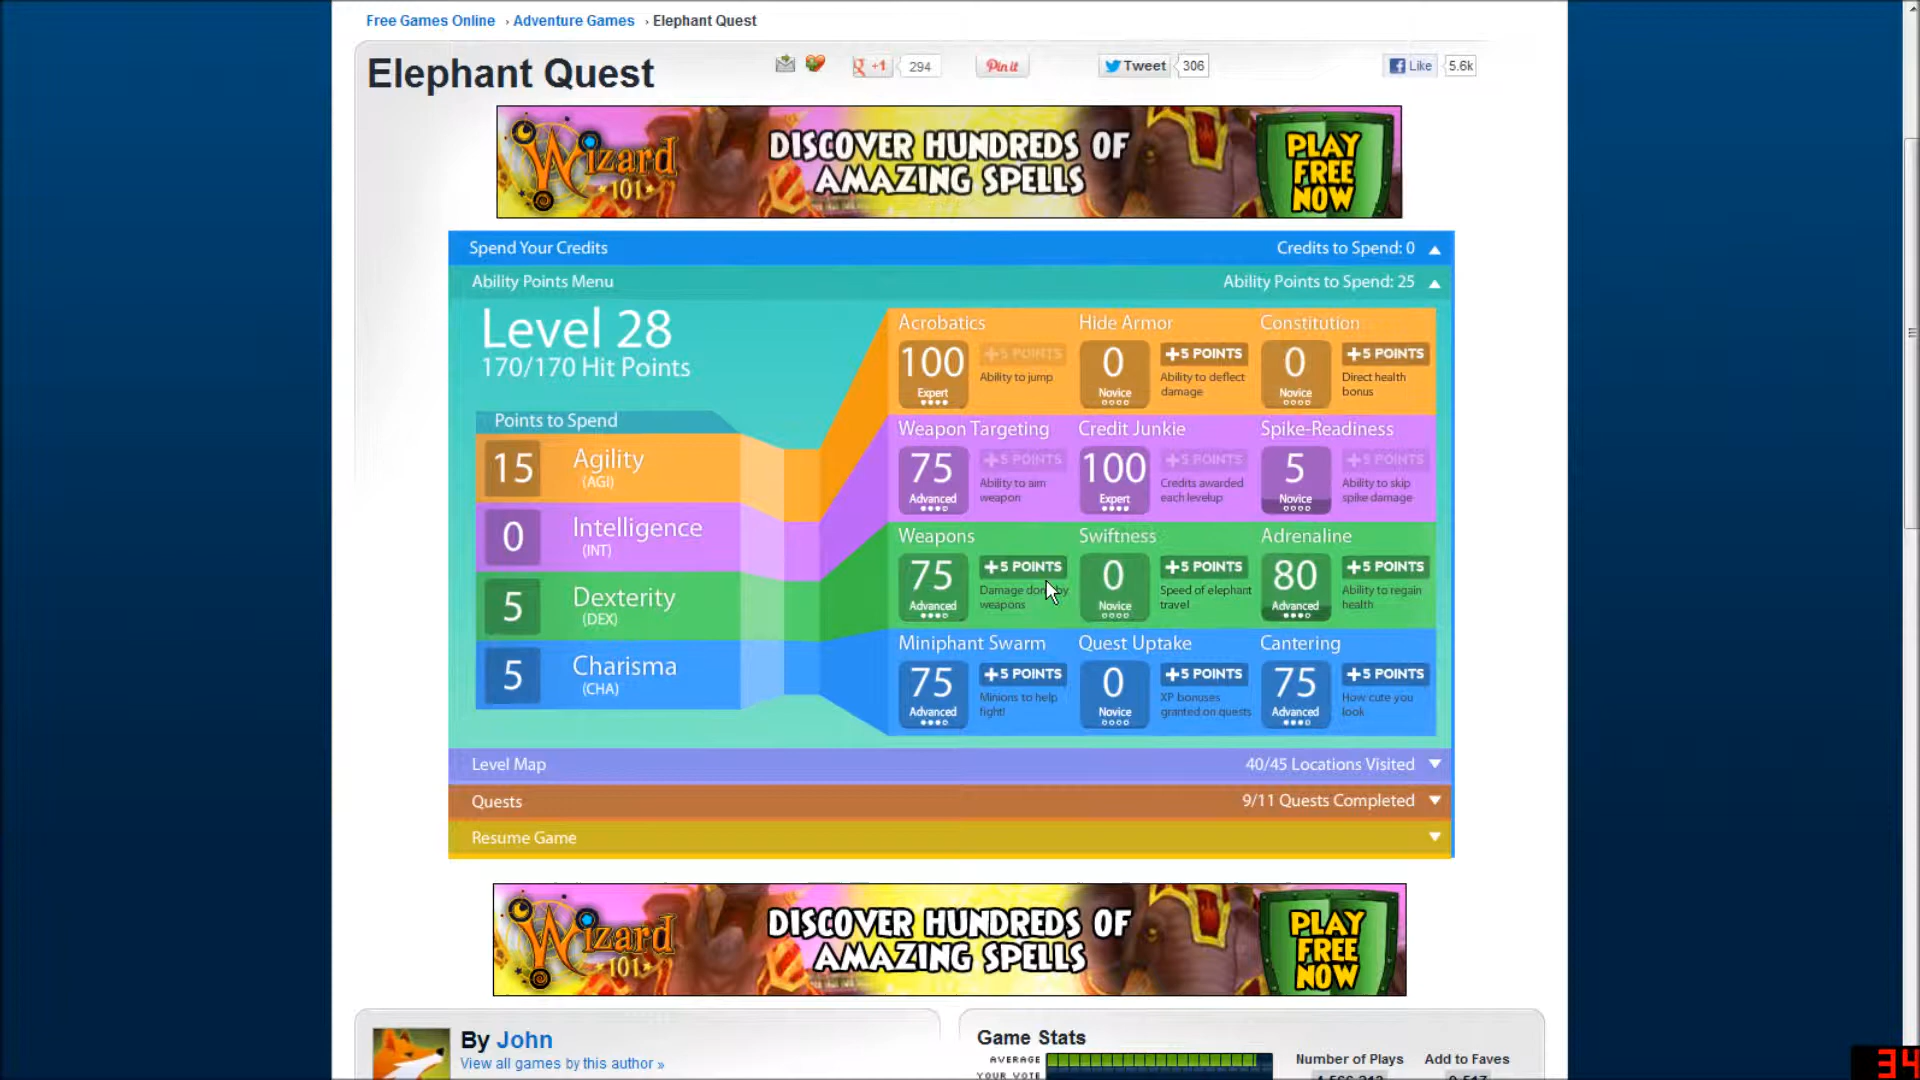 Free Games Online › Adventure Games › Elephant Quest
Elephant Quest
+1 294 Pin it Tweet 306 Like 5.6k
Wizard 101
DISCOVER HUNDREDS OF
AMAZING SPELLS
PLAY
FREE
NOW
Spend Your Credits Credits to Spend: 0
Ability Points Menu Ability Points to Spend: 25
Level 28
170/170 Hit Points
Points to Spend
15 Agility
(AGI)
0 Intelligence
(INT)
5 Dexterity
(DEX)
5 Charisma
(CHA)
Acrobatics
100
Expert
+5 POINTS
Ability to jump
Hide Armor
0
Novice
+5 POINTS
Ability to deflect
damage
Constitution
0
Novice
+5 POINTS
Direct health
bonus
Weapon Targeting
75
Advanced
+5 POINTS
Ability to aim
weapon
Credit Junkie
100
Expert
+5 POINTS
Credits awarded
each levelup
Spike-Readiness
5
Novice
+5 POINTS
Ability to skip
spike damage
Weapons
75
Advanced
+5 POINTS
Damage done by
weapons
Swiftness
0
Novice
+5 POINTS
Speed of elephant
travel
Adrenaline
80
Advanced
+5 POINTS
Ability to regain
health
Miniphant Swarm
75
Advanced
+5 POINTS
Minions to help
fight!
Quest Uptake
0
Novice
+5 POINTS
XP bonuses
granted on quests
Cantering
75
Advanced
+5 POINTS
How cute you
look
Level Map 40/45 Locations Visited
Quests 9/11 Quests Completed
Resume Game
Wizard 101
DISCOVER HUNDREDS OF
AMAZING SPELLS
PLAY
FREE
NOW
By John
View all games by this author »
Game Stats
AVERAGE
YOUR VOTE
Number of Plays Add to Faves
34